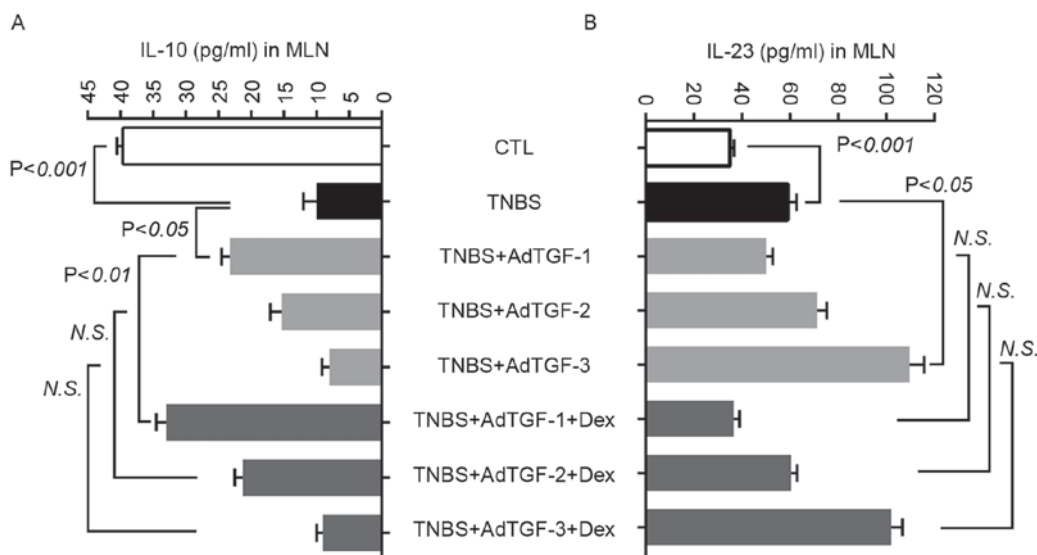 A
B
IL-10 (pg/ml) in MLN
IL-23 (pg/ml) in MLN
45 40 35 30 25 20 15 10 5 0
0 20 40 60 80 100 120
CTL
TNBS
TNBS+AdTGF-1
TNBS+AdTGF-2
TNBS+AdTGF-3
TNBS+AdTGF-1+Dex
TNBS+AdTGF-2+Dex
TNBS+AdTGF-3+Dex
P<0.001
P<0.05
P<0.01
N.S.
N.S.
P<0.001
P<0.05
N.S.
N.S.
N.S.